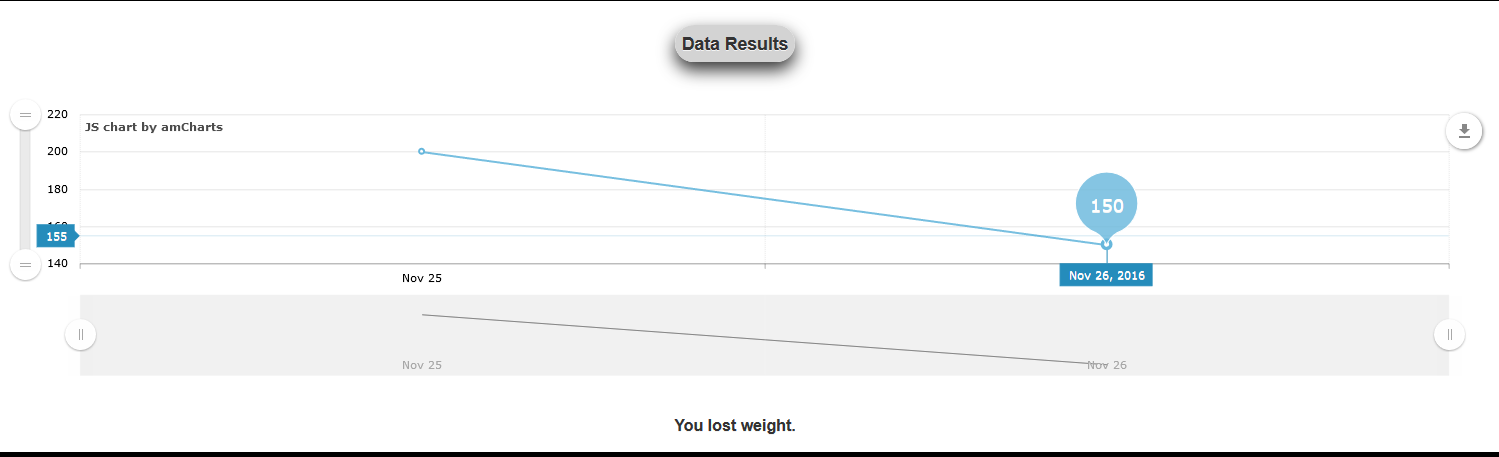 Data Results
220
JS chart by amCharts
200
180
150
160
155
140
Nov 25
Nov 26, 2016
Nov 25
Nov 26
You lost weight.